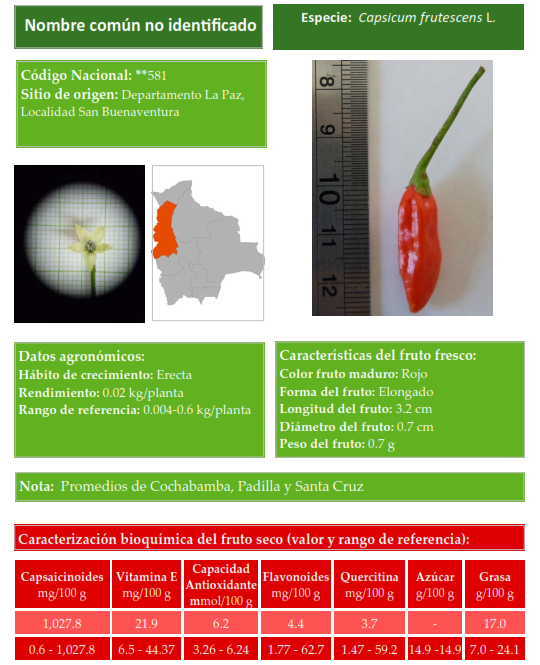 Nombre común no identificado
Especie: Capsicum frutescens L.
Código Nacional: **581
Sitio de origen: Departamento La Paz,
Localidad San Buenaventura
8
9
10
11
12
Datos agronómicos:
Hábito de crecimiento: Erecta
Rendimiento: 0.02 kg/planta
Rango de referencia: 0.004-0.6 kg/planta
Características del fruto fresco:
Color fruto maduro: Rojo
Forma del fruto: Elongado
Longitud del fruto: 3.2 cm
Diámetro del fruto: 0.7 cm
Peso del fruto: 0.7 g
Nota: Promedios de Cochabamba, Padilla y Santa Cruz
Caracterización bioquímica del fruto seco (valor y rango de referencia):
Capsaicinoides mg/100 g
Vitamina E mg/100 g
Capacidad Antioxidante mmol/100 g
Flavonoides mg/100 g
Quercitina mg/100 g
Azúcar g/100 g
Grasa g/100 g
1,027.8 21.9 6.2 4.4 3.7 - 17.0
0.6 - 1,027.8 6.5 - 44.37 3.26 - 6.24 1.77 - 62.7 1.47 - 59.2 14.9 -14.9 7.0 - 24.1